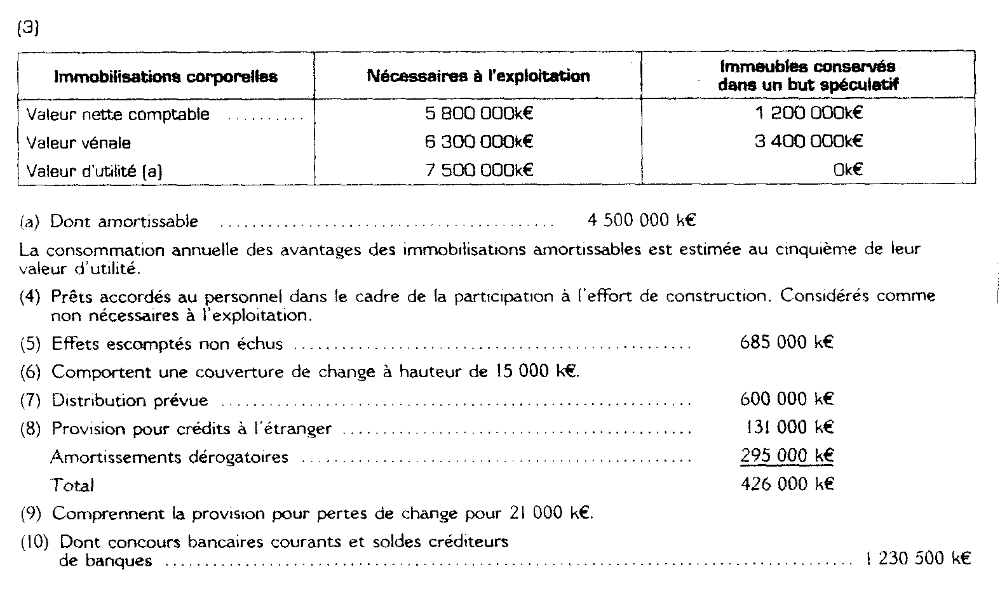 (3)
Immobilisations corporelles Nécessaires à l'exploitation Immeubles conservés
dans un but spéculatif
Valeur nette comptable .......... 5 800 000k€ 1 200 000k€
Valeur vénale 6 300 000k€ 3 400 000k€
Valeur d'utilité (a) 7 500 000k€ 0k€
(a) Dont amortissable ........................................ 4 500 000 k€
La consommation annuelle des avantages des immobilisations amortissables est estimée au cinquième de leur
valeur d'utilité.
(4) Prêts accordés au personnel dans le cadre de la participation à l'effort de construction. Considérés comme
non nécessaires à l'exploitation.
(5) Effets escomptés non échus ................................................. 685 000 k€
(6) Comportent une couverture de change à hauteur de 15 000 k€.
(7) Distribution prévue .......................................................... 600 000 k€
(8) Provision pour crédits à l'étranger ........................................... 131 000 k€
Amortissements dérogatoires ................................................ 295 000 k€
Total 426 000 k€
(9) Comprennent la provision pour pertes de change pour 21 000 k€.
(10) Dont concours bancaires courants et soldes créditeurs
de banques ..................................................................................... 1 230 500 k€